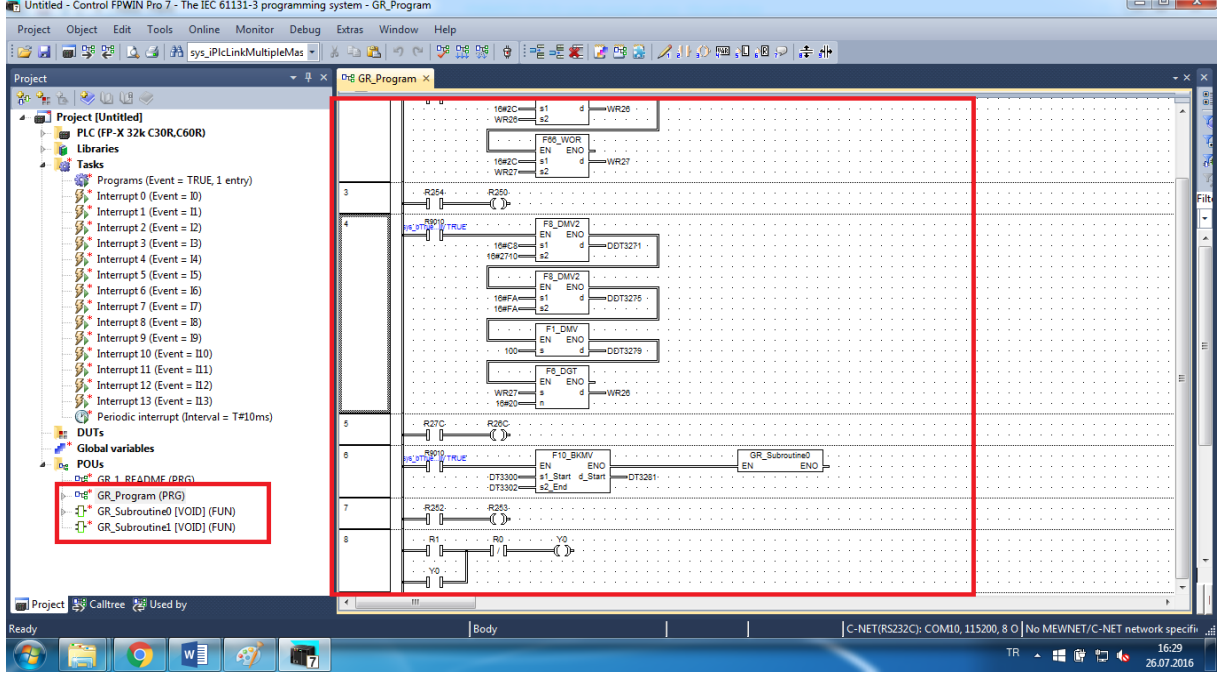 Untitled - Control FPWIN Pro 7 - The IEC 61131-3 programming system - GR_Program
Project Object Edit Tools Online Monitor Debug Extras Window Help
sys_iPlcLinkMultipleMas
Project
GR_Program
Project [Untitled]
PLC (FP-X 32k C30R,C60R)
Libraries
Tasks
Programs (Event = TRUE, 1 entry)
Interrupt 0 (Event = I0)
Interrupt 1 (Event = I1)
Interrupt 2 (Event = I2)
Interrupt 3 (Event = I3)
Interrupt 4 (Event = I4)
Interrupt 5 (Event = I5)
Interrupt 6 (Event = I6)
Interrupt 7 (Event = I7)
Interrupt 8 (Event = I8)
Interrupt 9 (Event = I9)
Interrupt 10 (Event = I10)
Interrupt 11 (Event = I11)
Interrupt 12 (Event = I12)
Interrupt 13 (Event = I13)
Periodic interrupt (Interval = T#10ms)
DUTs
Global variables
POUs
GR_1_README (PRG)
GR_Program (PRG)
GR_Subroutine0 [VOID] (FUN)
GR_Subroutine1 [VOID] (FUN)
Project Calltree Used by
16#2C s1 d WR26
WR26 s2
F66_WOR
EN ENO
16#2C s1 d WR27
WR27 s2
3 R254 R250
4 R9010 F8_DMV2
EN ENO
16#C8 s1 d DDT3271
16#2710 s2
F8_DMV2
EN ENO
16#FA s1 d DDT3275
16#FA s2
F1_DMV
EN ENO
100 s d DDT3279
F6_DGT
EN ENO
WR27 s d WR26
16#20 n
5 R27C R26C
6 R9010 F10_BKMV GR_Subroutine0
EN ENO EN ENO
DT3300 s1_Start d_Start DT3281
DT3302 s2_End
7 R252 R253
8 R1 R0 Y0
Y0
Filt
Ready Body C-NET(RS232C): COM10, 115200, 8 O No MEWNET/C-NET network specifi
TR 16:29
26.07.2016